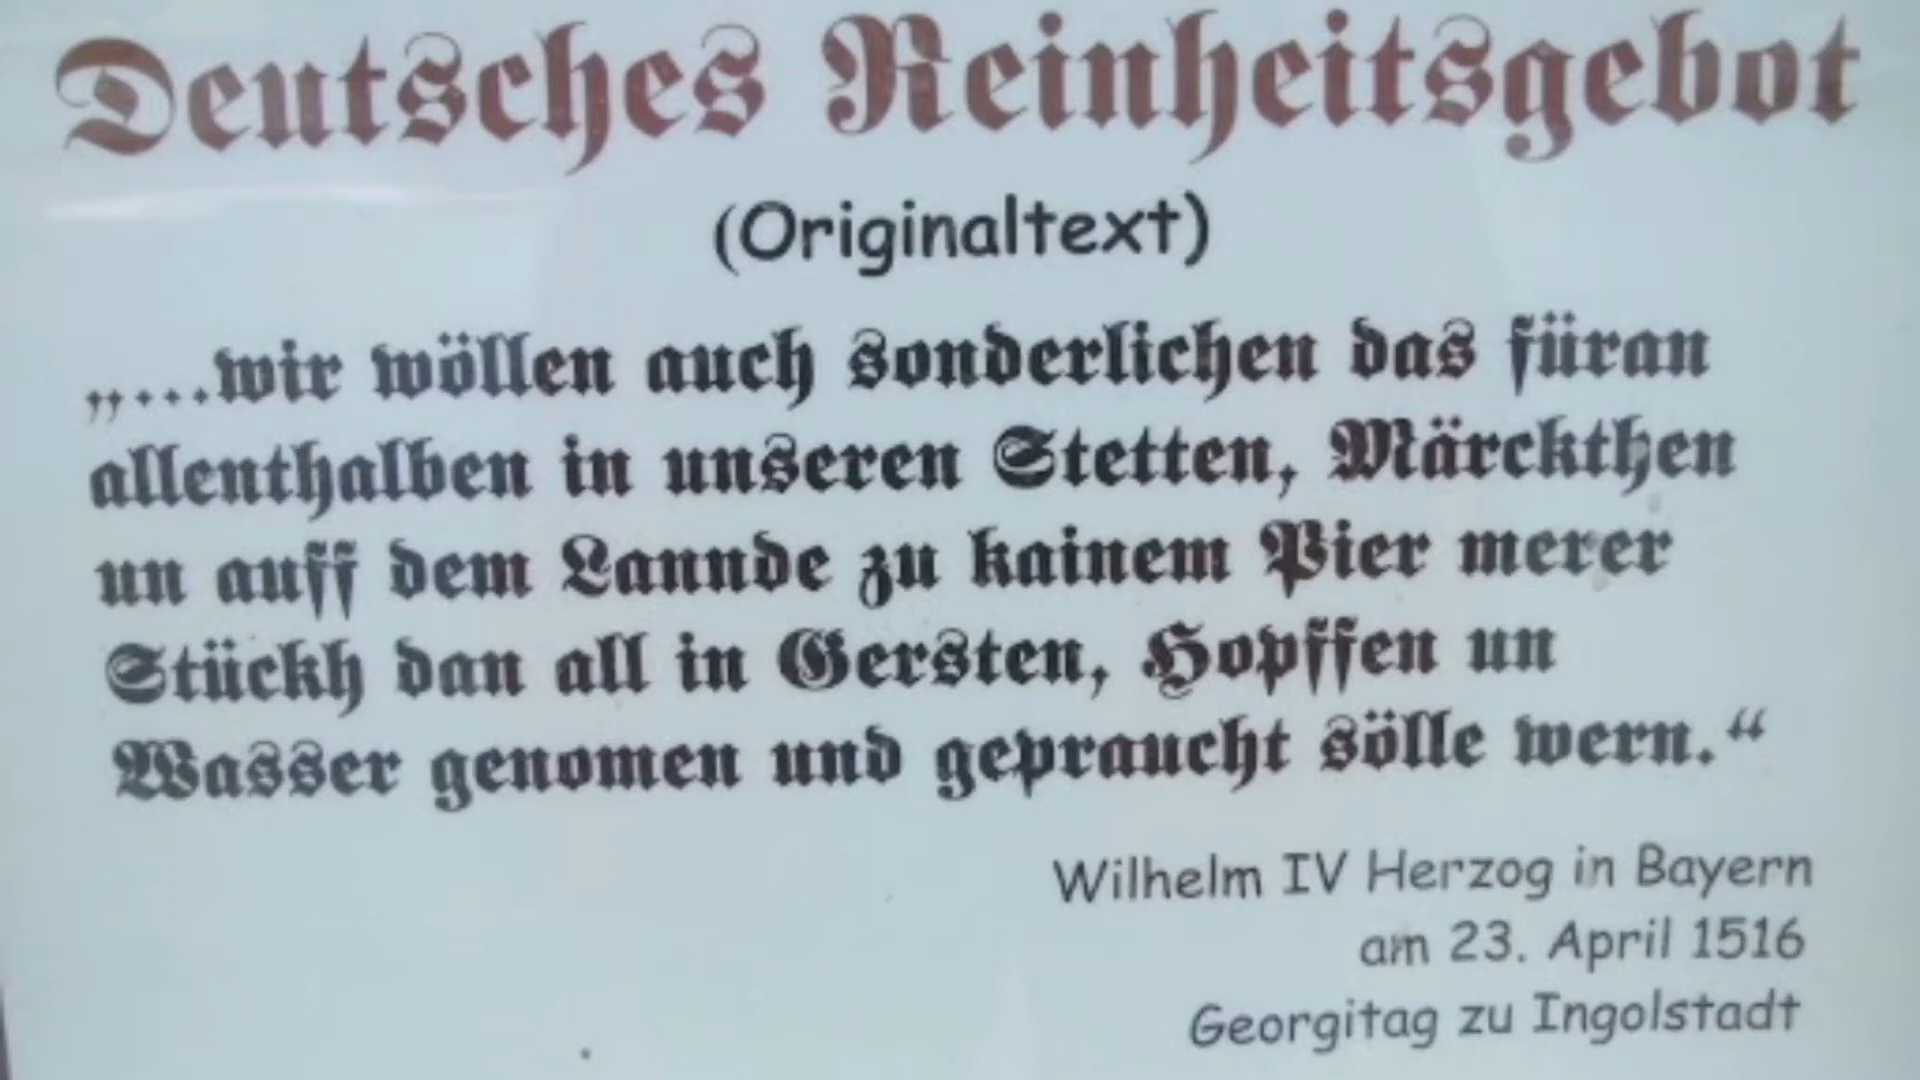 Deutsches Reinheitsgebot
(Originaltext)
„...wir wöllen auch sonderlichen das füran
allenthalben in unseren Stetten, Märckthen
un auff dem Lannde zu kainem Pier merer
Stückh dan all in Gersten, Hopffen un
Wasser genomen und gepraucht sölle wern.“
Wilhelm IV Herzog in Bayern
am 23. April 1516
Georgitag zu Ingolstadt